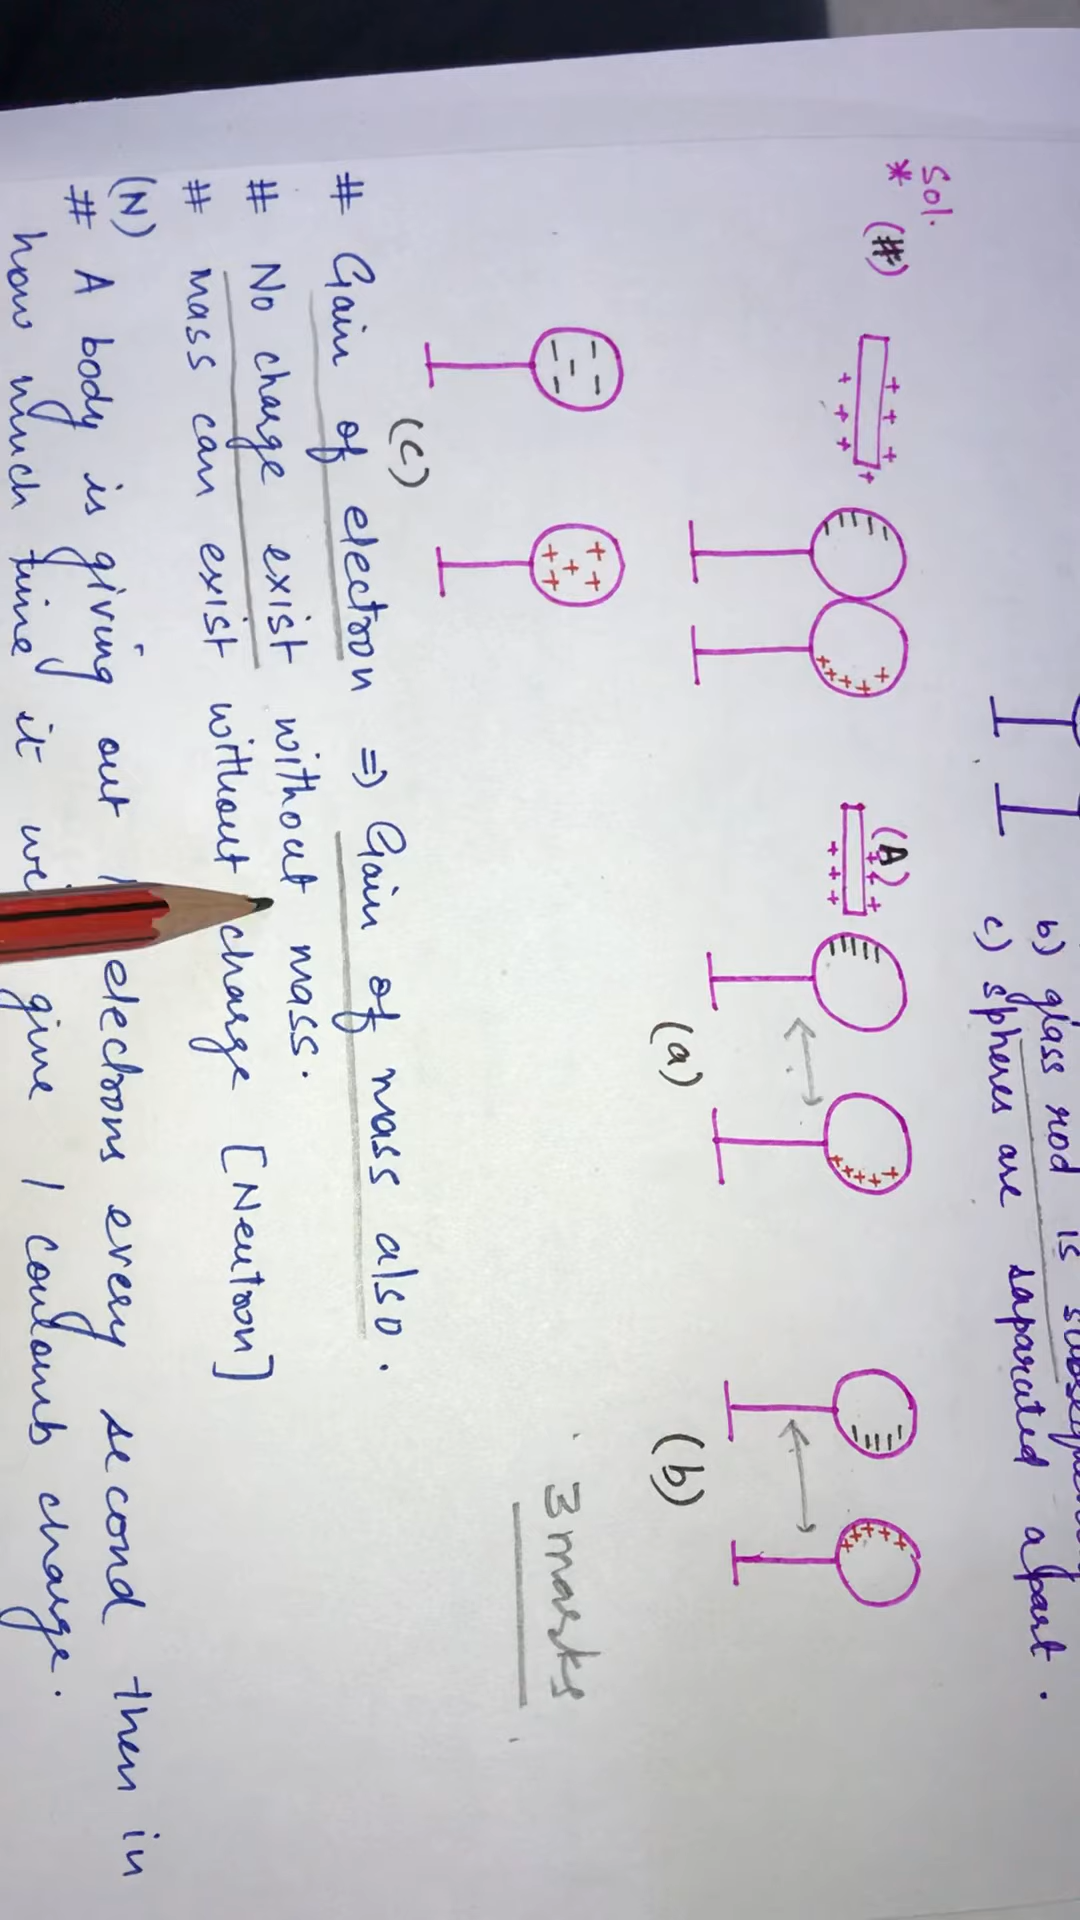 b) glass rod is
c) spheres are saparated apart.
Sol.
* (#) (A)
(a) (b)
3 marks
(c)
# Gain of electron => Gain of mass also.
# No charge exist without mass.
# mass can exist without charge [Neutron]
(N)
# A body is giving out electrons every second then in
how much time it give 1 coulomb charge.